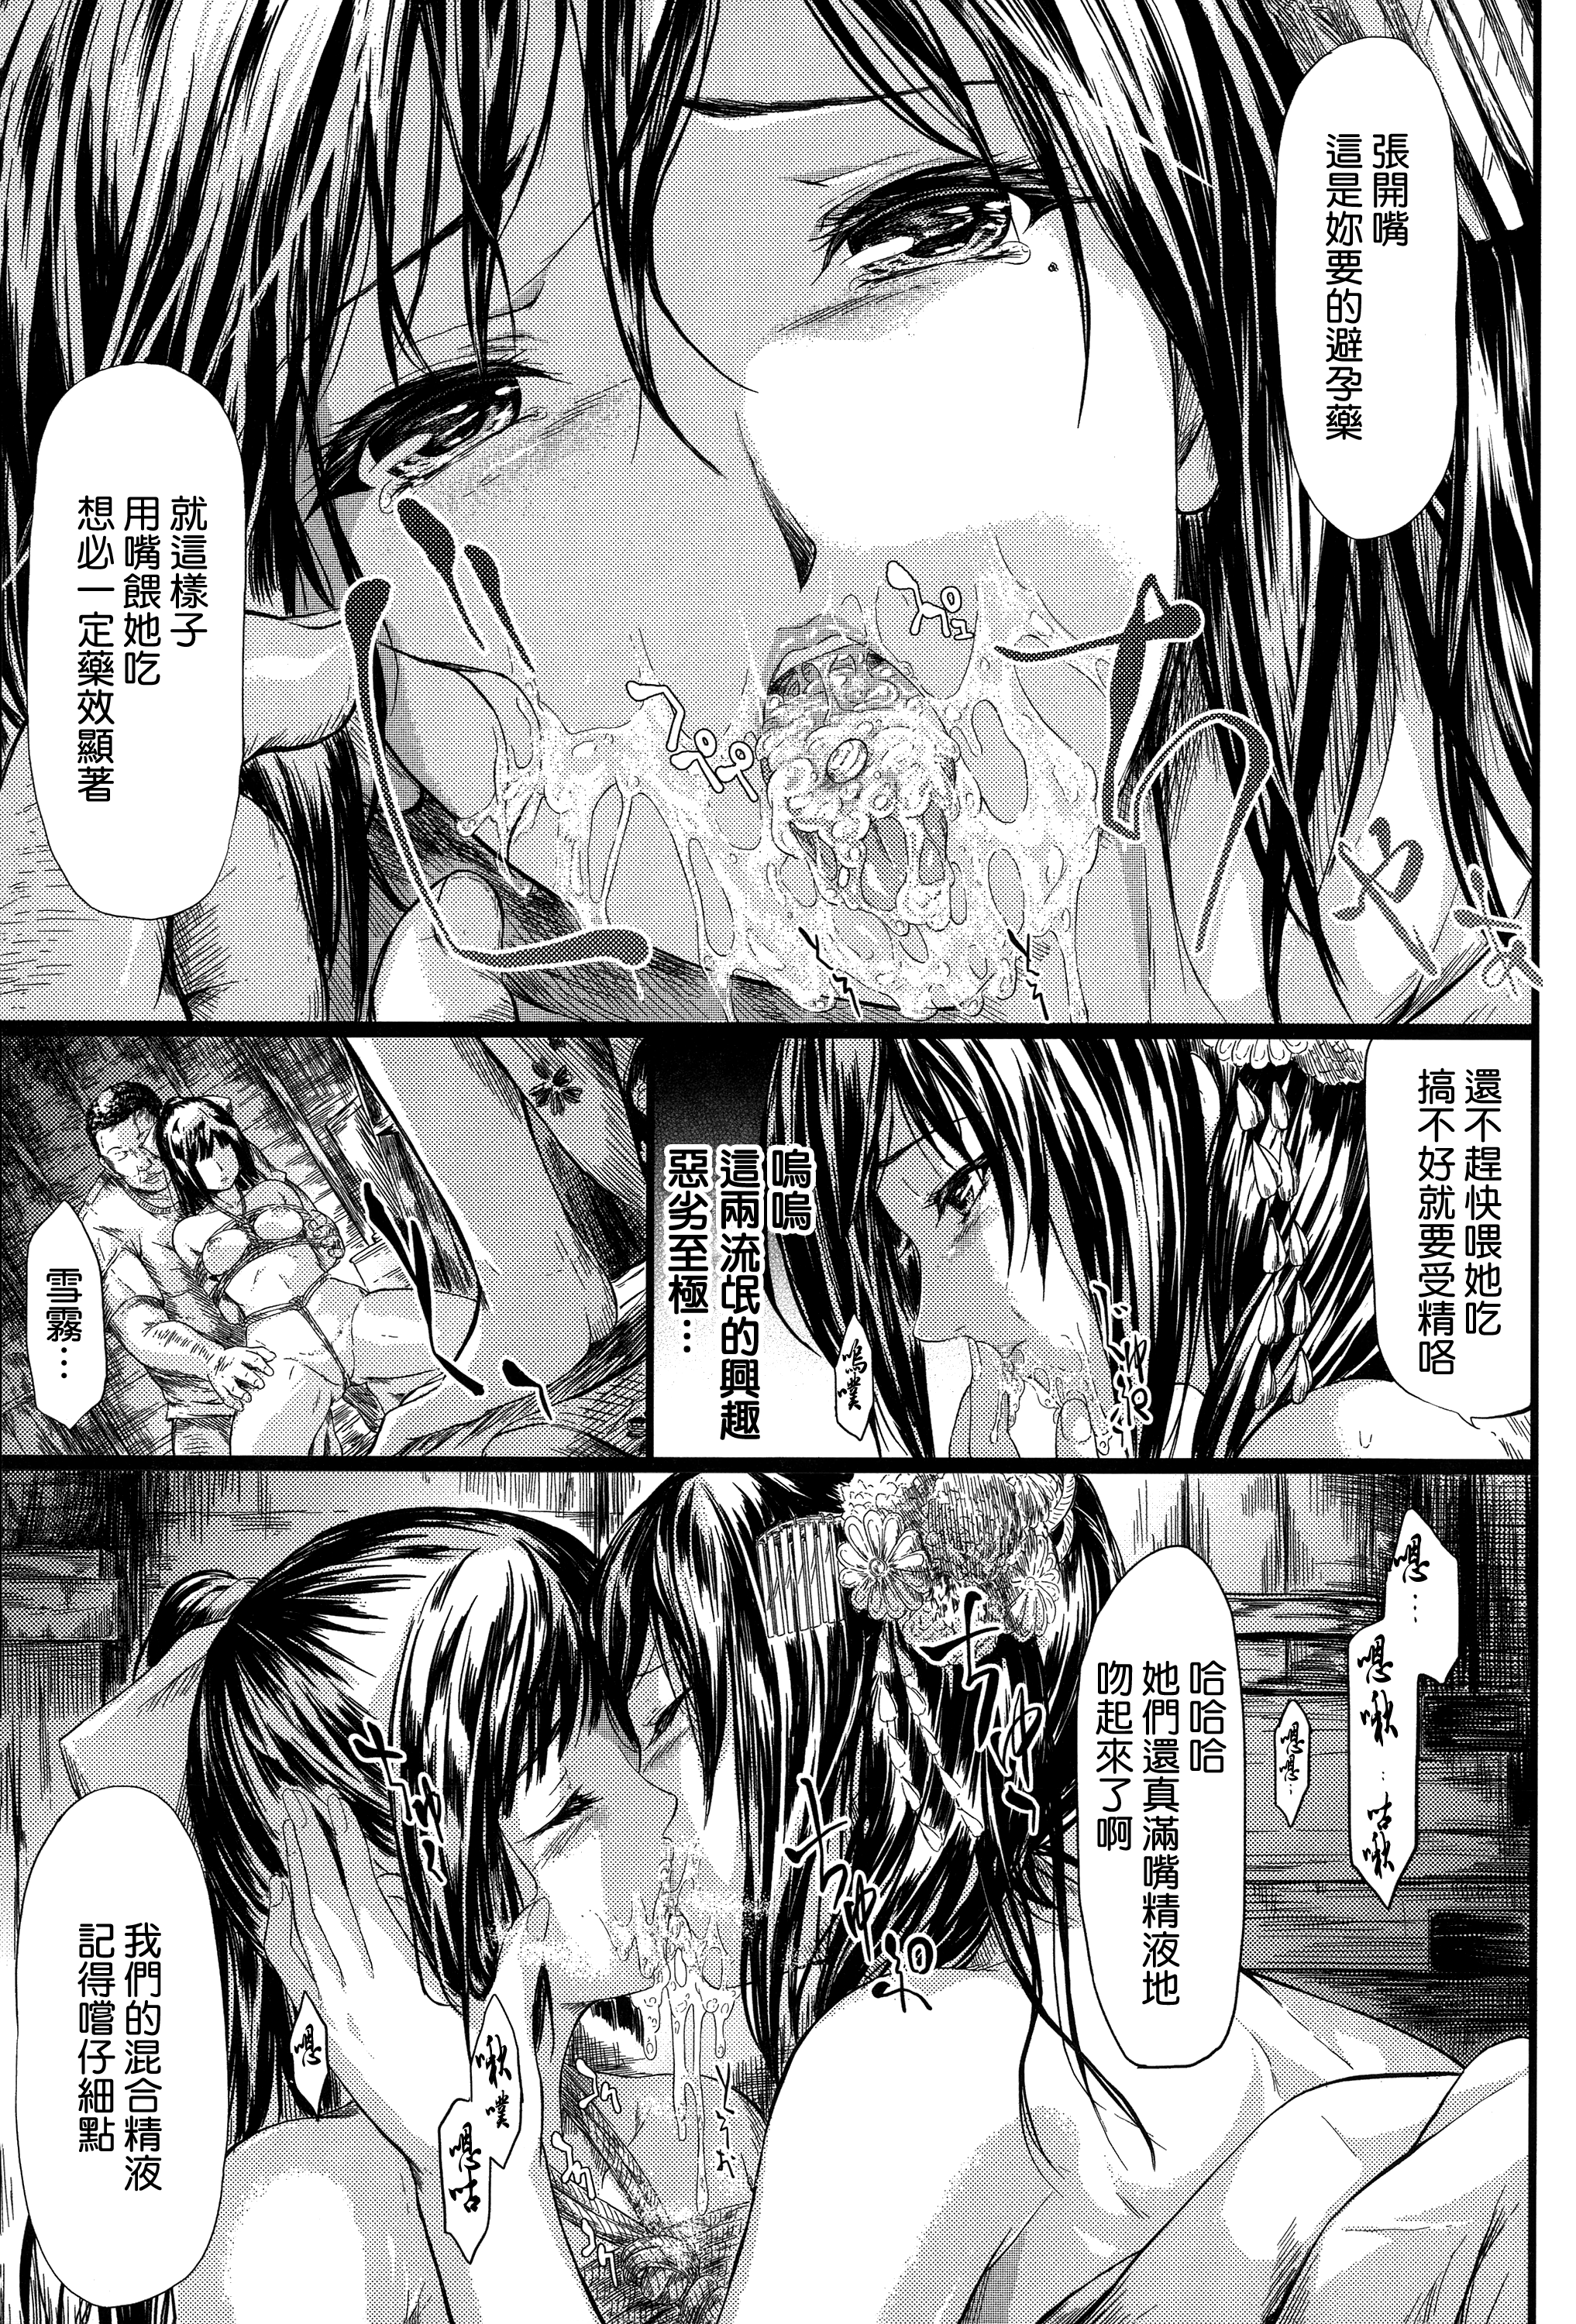 張開嘴
這是妳要的避孕藥
就這樣子
用嘴餵她吃
想必一定藥效顯著
還不趕快喂她吃
搞不好就要受精咯
嗚噗
嗚嗚
這兩流氓的興趣
惡劣至極…
雪霧…
嗯…
嗯啾…咕啾
嗯嗯…
哈哈哈
她們還真滿嘴精液地
吻起來了啊
啾噗
嗯咕
嗯
我們的混合精液
記得嚐仔細點